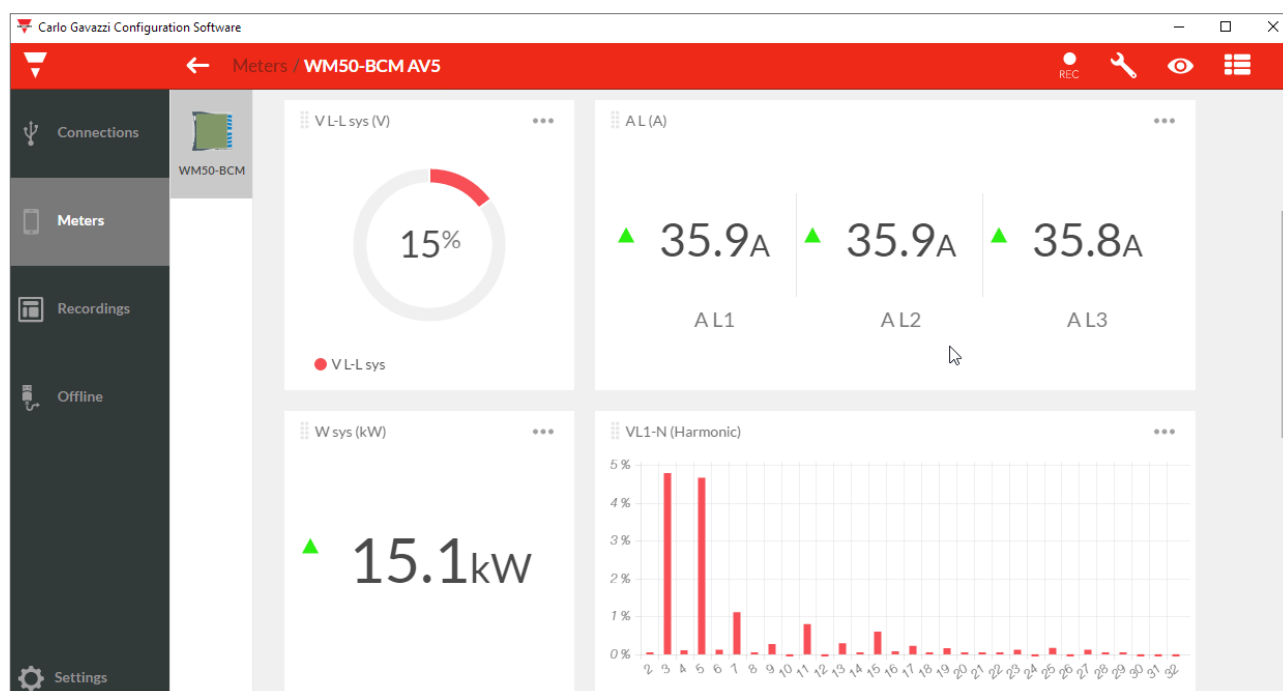 Carlo Gavazzi Configuration Software
Meters / WM50-BCM AV5
REC
Connections
Meters
Recordings
Offline
Settings
WM50-BCM
V L-L sys (V)
15%
V L-L sys
A L (A)
35.9A 35.9A 35.8A
A L1 A L2 A L3
W sys (kW)
15.1kW
VL1-N (Harmonic)
5 %
4 %
3 %
2 %
1 %
0 %
2 3 4 5 6 7 8 9 10 11 12 13 14 15 16 17 18 19 20 21 22 23 24 25 26 27 28 29 30 31 32